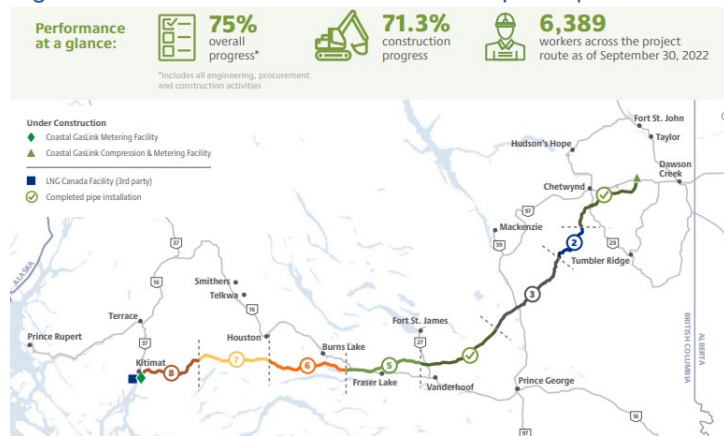 Performance
at a glance:
75%
overall
progress*
*includes all engineering, procurement
and construction activities
71.3%
construction
progress
6,389
workers across the project
route as of September 30, 2022
Under Construction
Coastal GasLink Metering Facility
Coastal GasLink Compression & Metering Facility
LNG Canada Facility (3rd party)
Completed pipe installation
Fort St. John
Taylor
Hudson's Hope
Dawson
Creek
Chetwynd
97
Mackenzie
39
2
29
Tumbler Ridge
3
37
ALASKA
16
Smithers
Telkwa
16
Terrace
Prince Rupert
37
Houston
Fort St. James
27
Burns Lake
Kitimat
8
7
6
5
Fraser Lake
Vanderhoof
Prince George
97
16
BRITISH COLUMBIA
ALBERTA